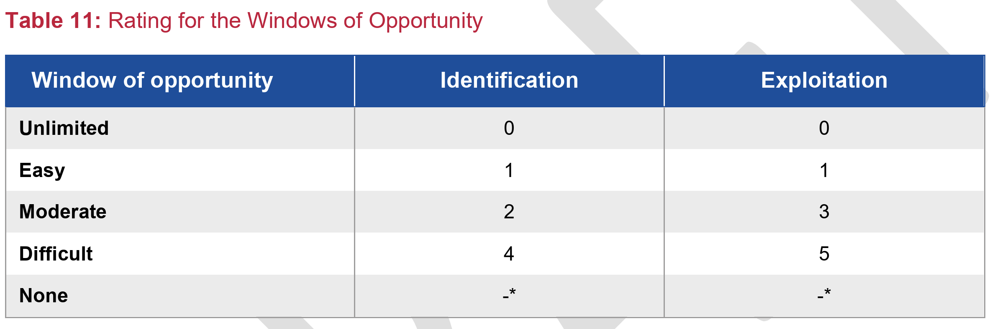 Table 11: Rating for the Windows of Opportunity
Window of opportunity Identification Exploitation
Unlimited 0 0
Easy 1 1
Moderate 2 3
Difficult 4 5
None -* -*